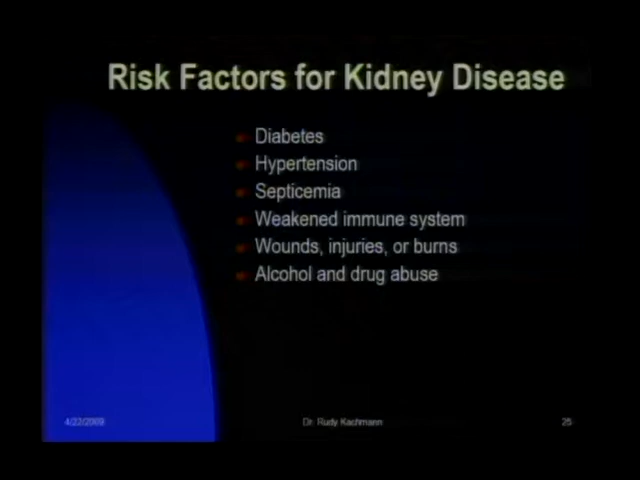 Risk Factors for Kidney Disease
Diabetes
Hypertension
Septicemia
Weakened immune system
Wounds, injuries, or burns
Alcohol and drug abuse
4/22/2009
Dr. Rudy Kachmann
25